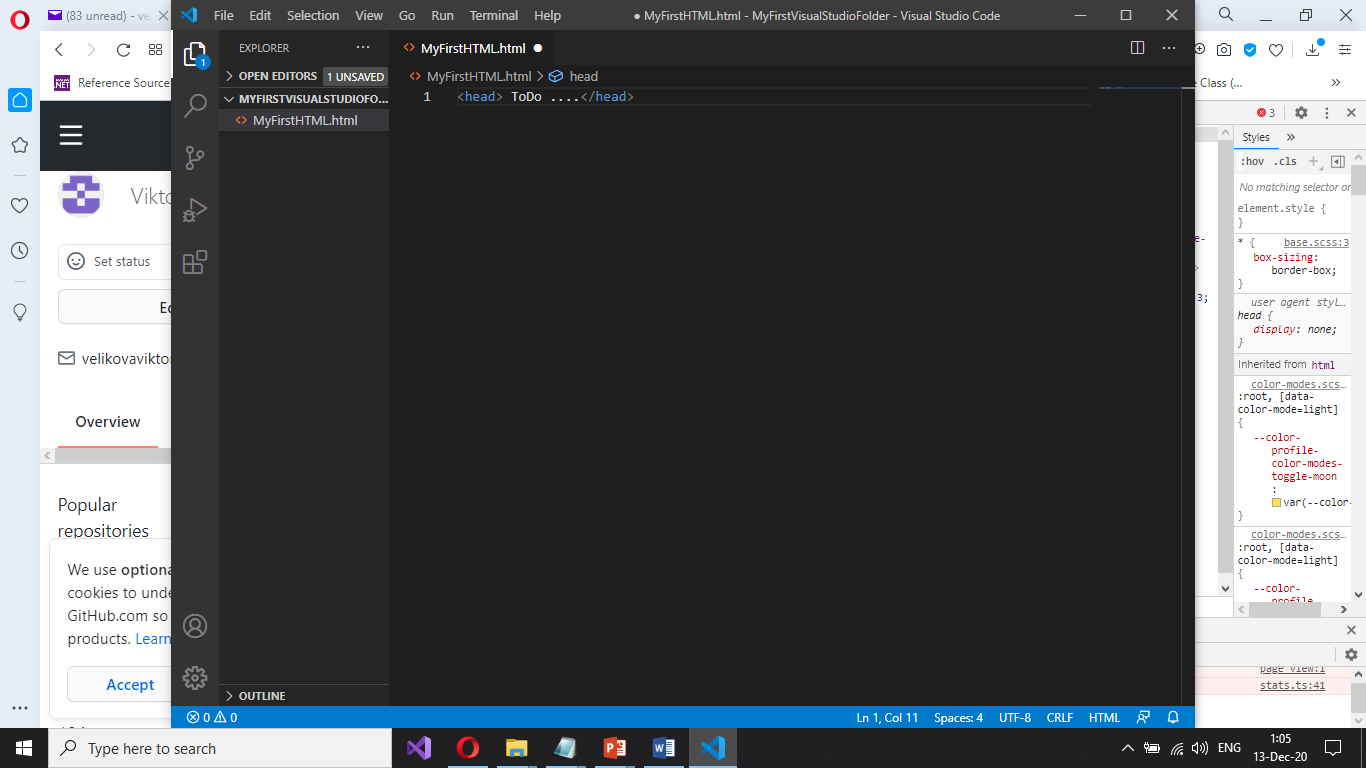 (83 unread) - ve
File Edit Selection View Go Run Terminal Help
● MyFirstHTML.html - MyFirstVisualStudioFolder - Visual Studio Code
Reference Source
Class (...
»
Vikto
Set status
velikovaviktor
Overview
Popular
repositories
We use optiona
cookies to unde
GitHub.com so
products. Learn
Accept
1
EXPLORER
OPEN EDITORS 1 UNSAVED
MYFIRSTVISUALSTUDIOFO...
MyFirstHTML.html
OUTLINE
MyFirstHTML.html ●
MyFirstHTML.html > head
1 <head> ToDo ....</head>
0 0
Ln 1, Col 11 Spaces: 4 UTF-8 CRLF HTML
3
e-
3;
Styles »
:hov .cls +
No matching selector or
element.style {
}
* { base.scss:3
box-sizing:
border-box;
}
user agent styl…
head {
display: none;
}
Inherited from html
color-modes.scs…
:root, [data-
color-mode=light]
{
--color-
profile-
color-modes-
toggle-moon
:
var(--color-
}
color-modes.scs…
:root, [data-
color-mode=light]
{
--color-
profile-
page view:1
stats.ts:41
Type here to search
ENG
1:05
13-Dec-20